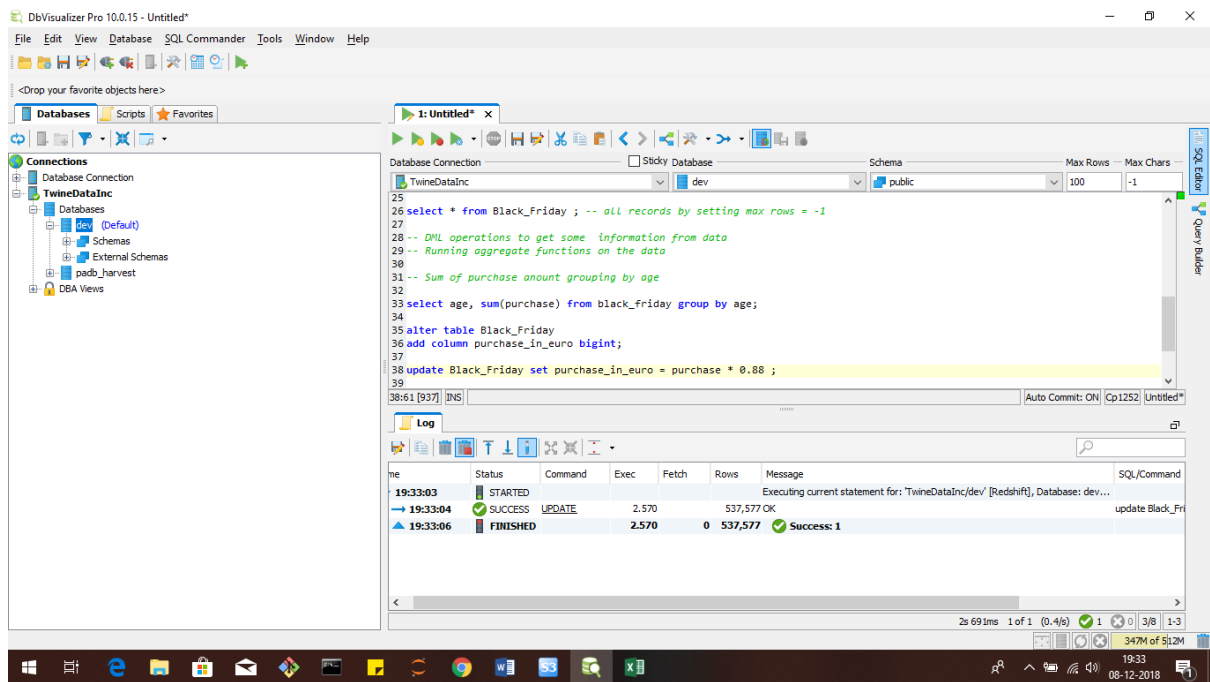 DbVisualizer Pro 10.0.15 - Untitled*
File Edit View Database SQL Commander Tools Window Help
<Drop your favorite objects here>
Databases Scripts Favorites
Connections
Database Connection
TwineDataInc
Databases
dev (Default)
Schemas
External Schemas
padb_harvest
DBA Views
1: Untitled* x
STOP
Database Connection Sticky Database Schema Max Rows Max Chars
TwineDataInc dev public 100 -1
25
26 select * from Black_Friday ; -- all records by setting max rows = -1
27
28 -- DML operations to get some information from data
29 -- Running aggregate functions on the data
30
31 -- Sum of purchase anount grouping by age
32
33 select age, sum(purchase) from black_friday group by age;
34
35 alter table Black_Friday
36 add column purchase_in_euro bigint;
37
38 update Black_Friday set purchase_in_euro = purchase * 0.88 ;
39
38:61 [937] INS Auto Commit: ON Cp1252 Untitled*
SQL Editor
Query Builder
Log
me Status Command Exec Fetch Rows Message SQL/Command
19:33:03 STARTED Executing current statement for: 'TwineDataInc/dev' [Redshift], Database: dev...
19:33:04 SUCCESS UPDATE 2.570 537,577 OK update Black_Fri
19:33:06 FINISHED 2.570 0 537,577 Success: 1
2s 691ms 1 of 1 (0.4/s) 1 0 3/8 1-3
347M of 512M
S3
19:33
08-12-2018
1